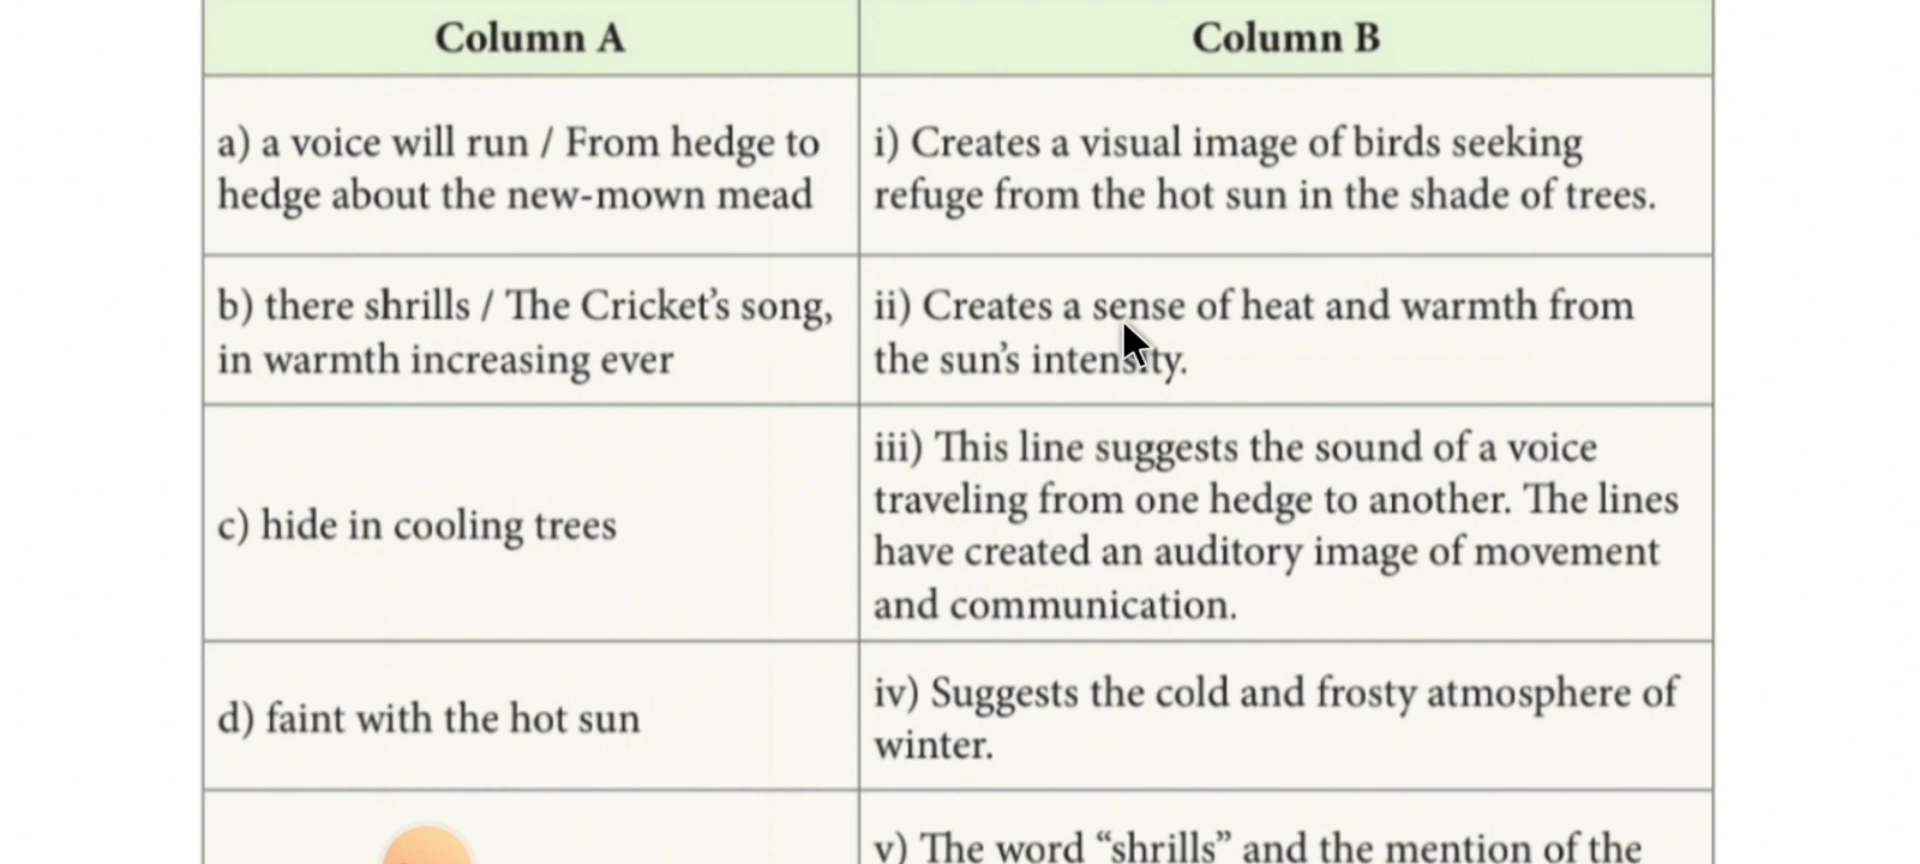 Column A
Column B
a) a voice will run / From hedge to
hedge about the new-mown mead
i) Creates a visual image of birds seeking
refuge from the hot sun in the shade of trees.
b) there shrills / The Cricket’s song,
in warmth increasing ever
ii) Creates a sense of heat and warmth from
the sun’s intensity.
c) hide in cooling trees
iii) This line suggests the sound of a voice
traveling from one hedge to another. The lines
have created an auditory image of movement
and communication.
d) faint with the hot sun
iv) Suggests the cold and frosty atmosphere of
winter.
v) The word “shrills” and the mention of the